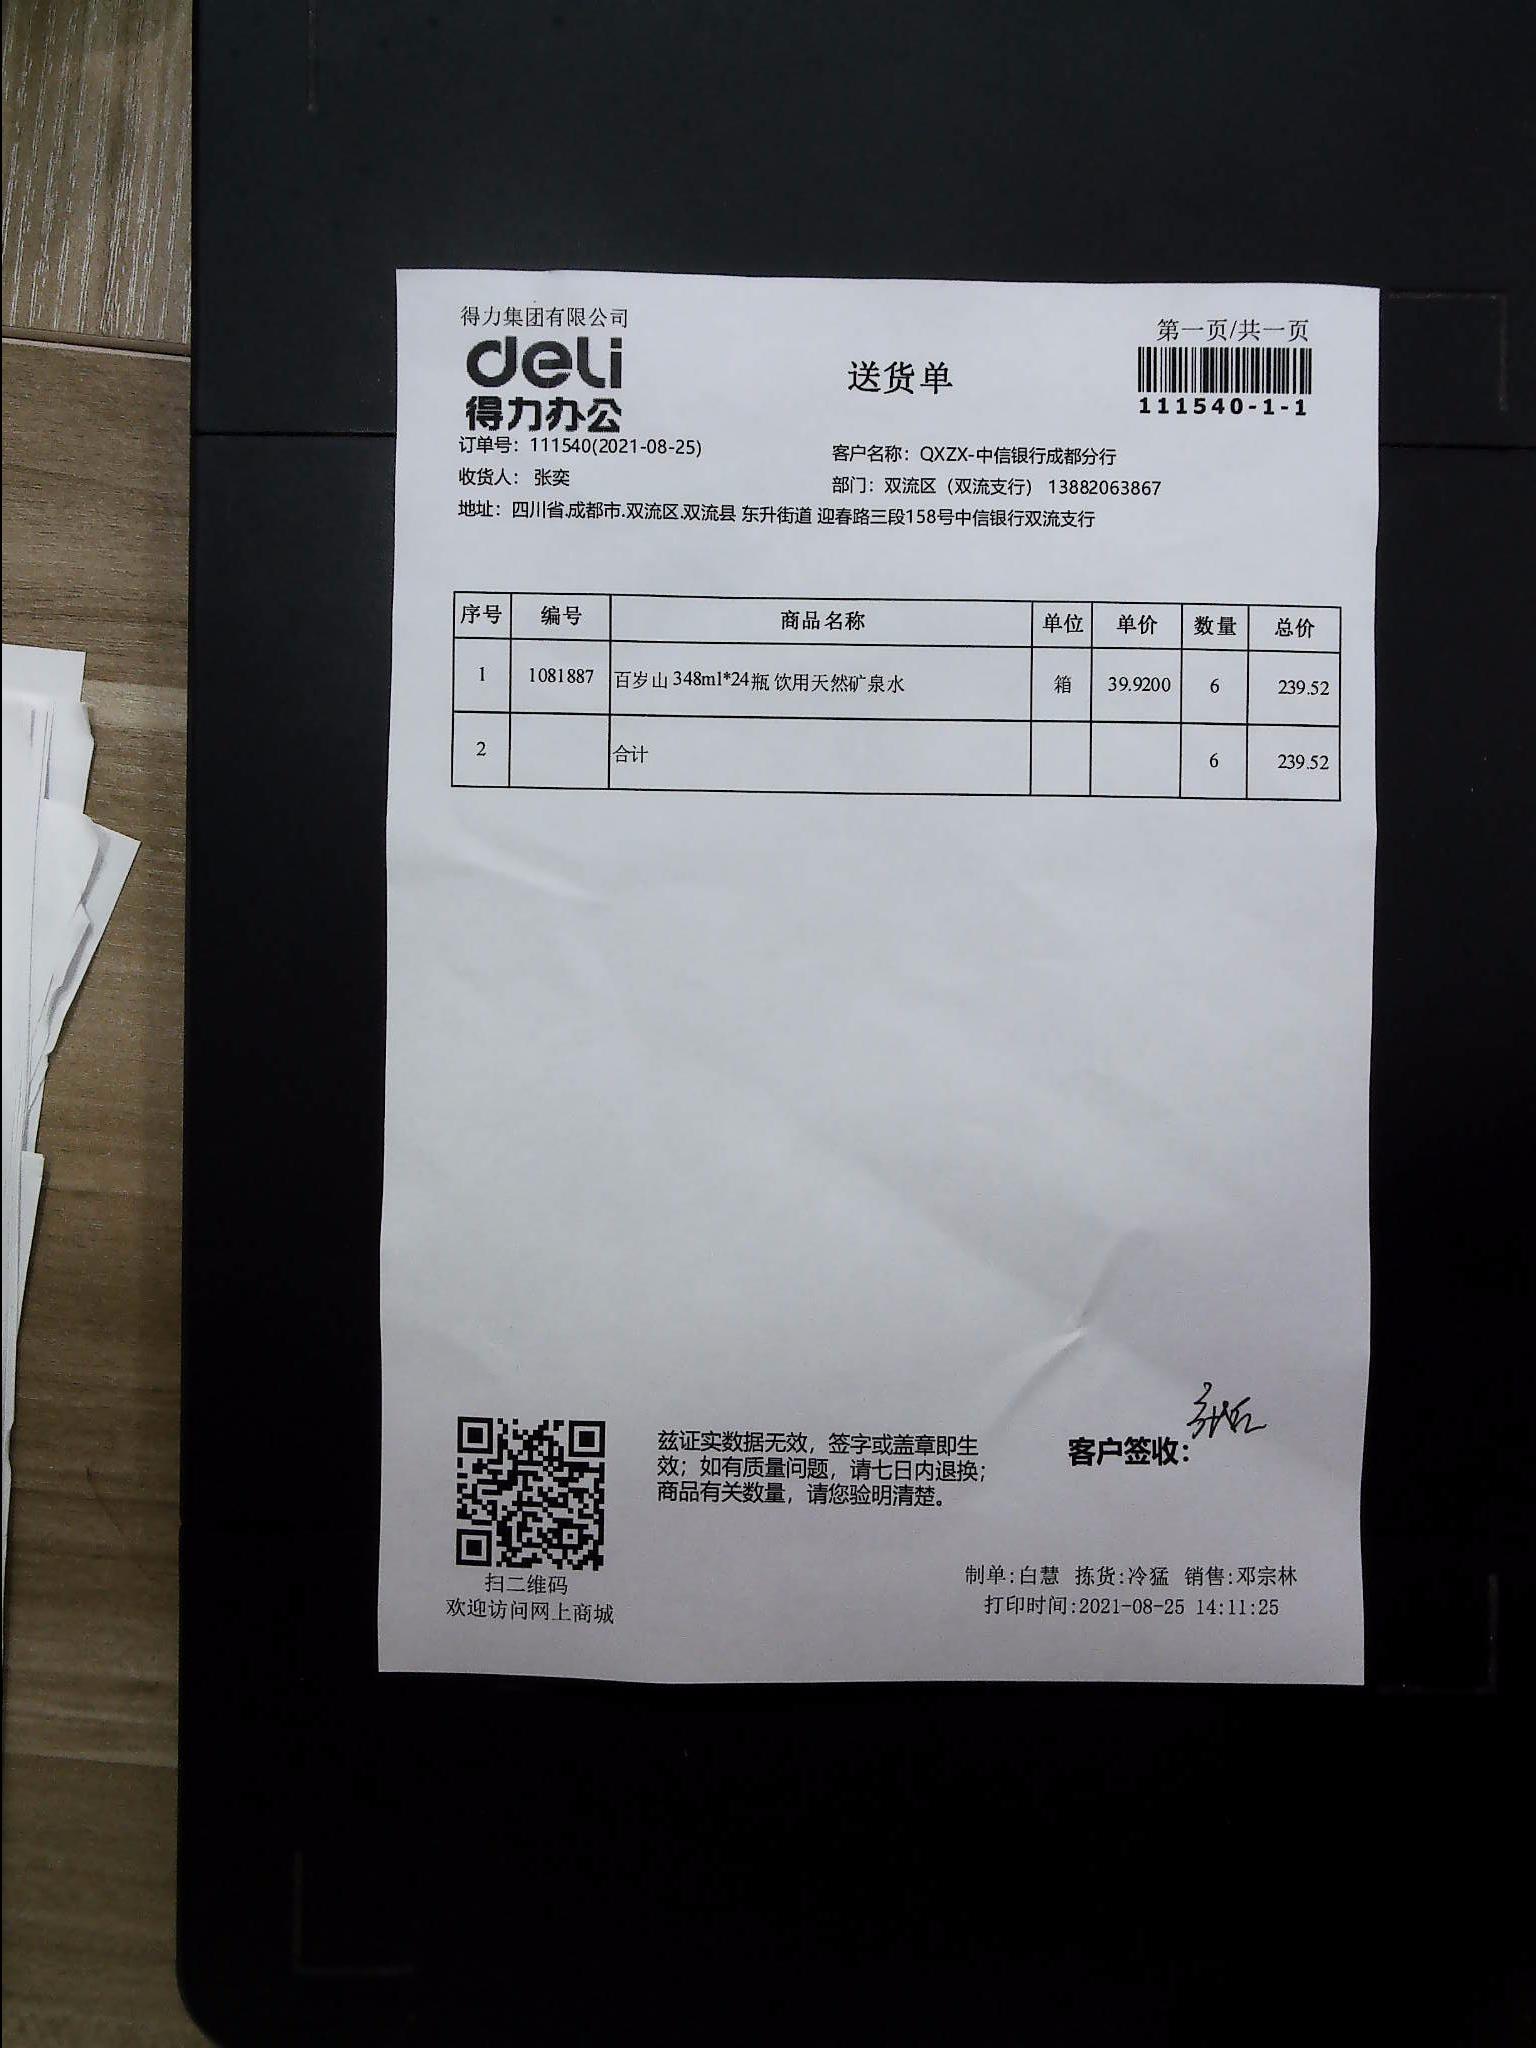 得力集团有限公司
第一页/共一页
deli
得力办公
送货单
111540-1-1
订单号：111540(2021-08-25)
客户名称：QXZX-中信银行成都分行
收货人： 张奕
部门：双流区（双流支行） 13882063867
地址：四川省.成都市.双流区.双流县 东升街道 迎春路三段158号中信银行双流支行
序号 编号 商品名称 单位 单价 数量 总价
1 1081887 百岁山 348ml*24瓶 饮用天然矿泉水 箱 39.9200 6 239.52
2 合计 6 239.52
兹证实数据无效，签字或盖章即生
效；如有质量问题，请七日内退换；
商品有关数量，请您验明清楚。
客户签收：
扫二维码
欢迎访问网上商城
制单:白慧 拣货:冷猛 销售:邓宗林
打印时间:2021-08-25 14:11:25